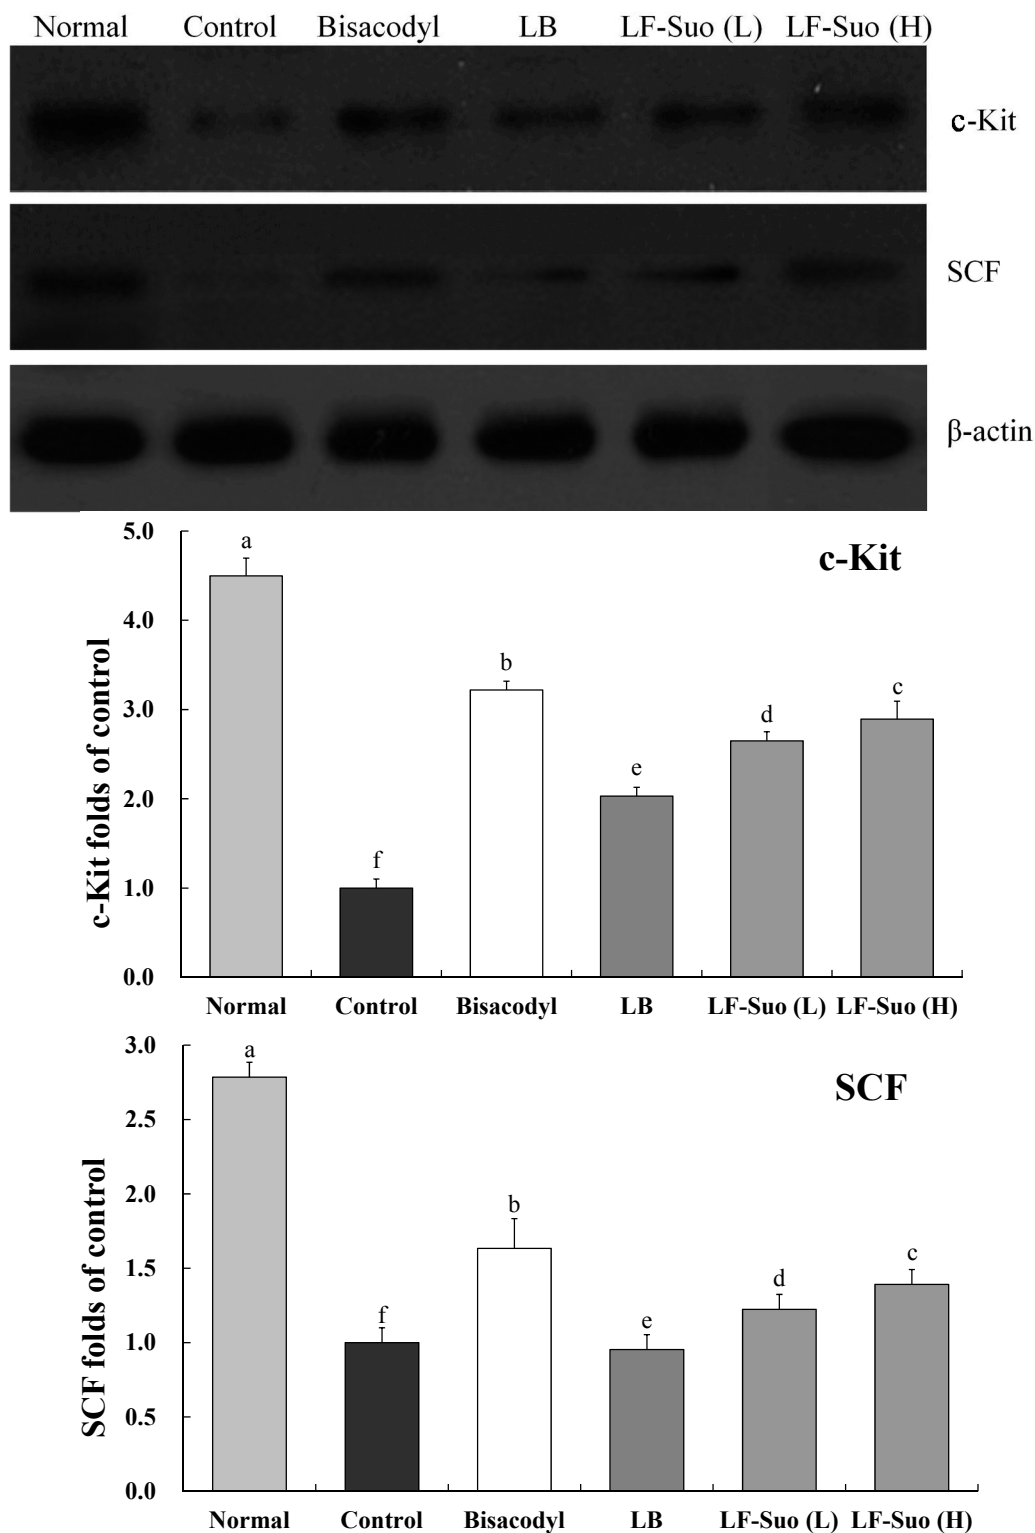 Normal Control Bisacodyl LB LF-Suo (L) LF-Suo (H)
c-Kit
SCF
β-actin
c-Kit
c-Kit folds of control
5.0
4.0
3.0
2.0
1.0
0.0
a
f
b
e
d
c
Normal Control Bisacodyl LB LF-Suo (L) LF-Suo (H)
SCF
SCF folds of control
3.0
2.5
2.0
1.5
1.0
0.5
0.0
a
f
b
e
d
c
Normal Control Bisacodyl LB LF-Suo (L) LF-Suo (H)